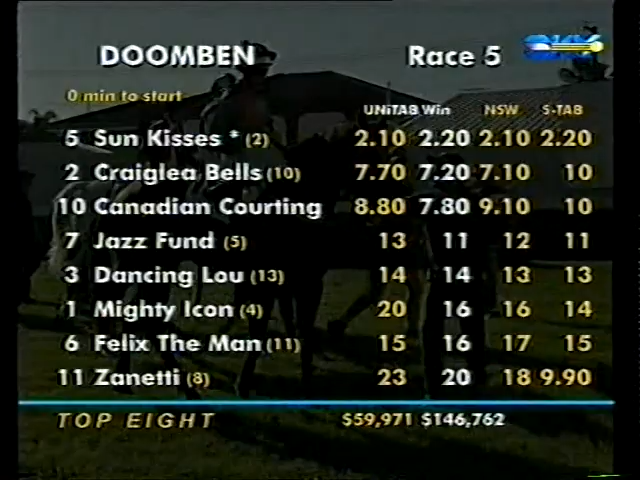 DOOMBEN Race 5 SKY
0 min to start
UNiTAB Win NSW S-TAB
5 Sun Kisses * (2) 2.10 2.20 2.10 2.20
2 Craiglea Bells (10) 7.70 7.20 7.10 10
10 Canadian Courting 8.80 7.80 9.10 10
7 Jazz Fund (5) 13 11 12 11
3 Dancing Lou (13) 14 14 13 13
1 Mighty Icon (4) 20 16 16 14
6 Felix The Man (11) 15 16 17 15
11 Zanetti (8) 23 20 18 9.90
TOP EIGHT $59,971 $146,762